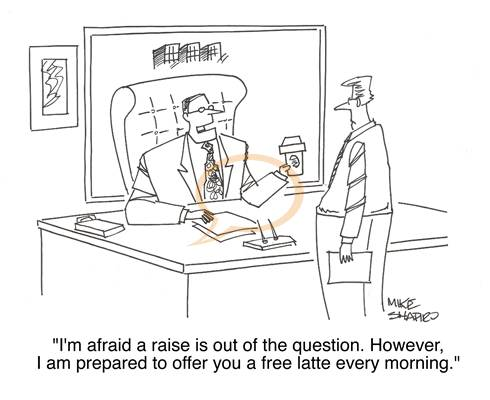 MIKE
SHAPIRO
"I'm afraid a raise is out of the question. However,
I am prepared to offer you a free latte every morning."